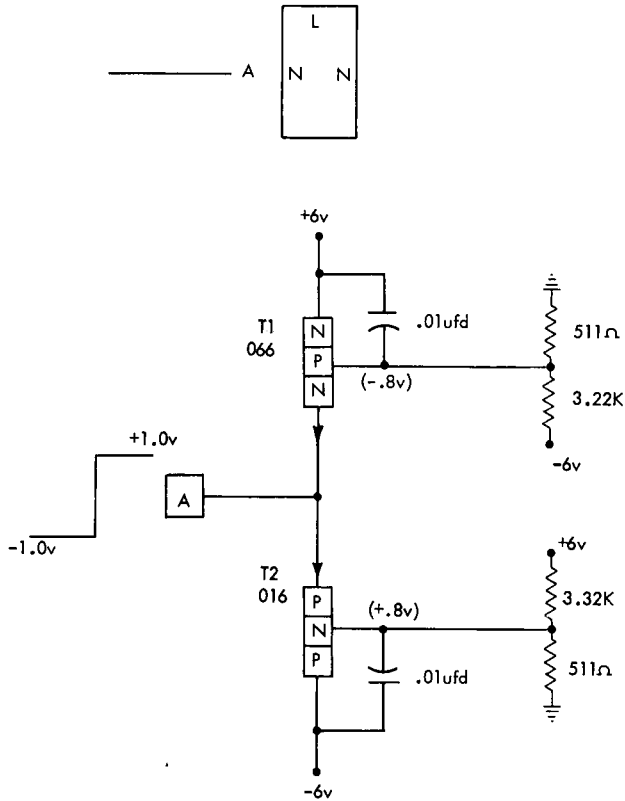 L
A N N
+6v
T1
066
N
P
N
.01ufd
(-.8v)
511Ω
3.22K
-6v
+1.0v
-1.0v
A
T2
016
P
N
P
(+.8v)
.01ufd
+6v
3.32K
511Ω
-6v